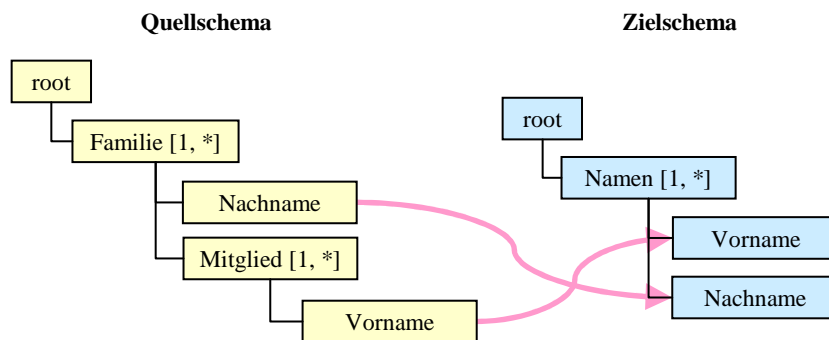 Quellschema
Zielschema
root
Familie [1, *]
Nachname
Mitglied [1, *]
Vorname
root
Namen [1, *]
Vorname
Nachname